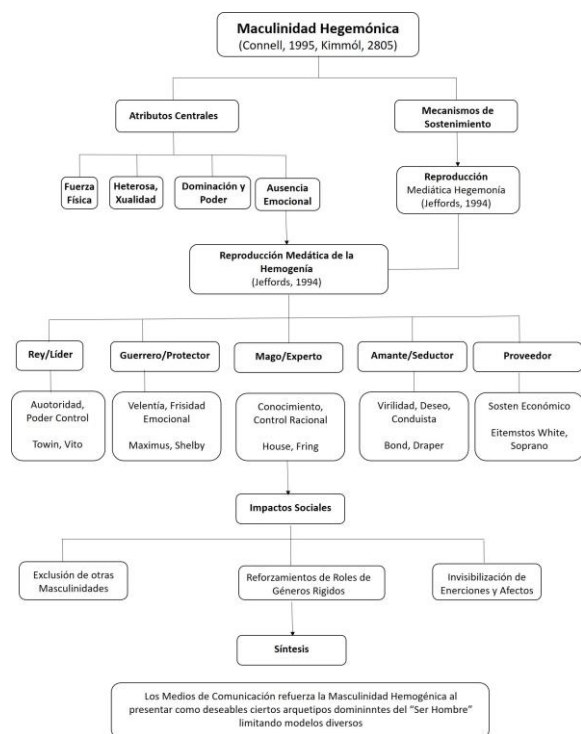 Maculinidad Hegemónica
(Connell, 1995, Kimmól, 2805)
Atributos Centrales
Mecanismos de
Sostenimiento
Fuerza
Física
Heterosa,
Xualidad
Dominación y
Poder
Ausencia
Emocional
Reproducción
Mediática Hegemonía
(Jeffords, 1994)
Reproducción Medática de la
Hemogenía
(Jeffords, 1994)
Rey/Líder
Guerrero/Protector
Mago/Experto
Amante/Seductor
Proveedor
Auotoridad,
Poder Control
Towin, Vito
Velentía, Frisidad
Emocional
Maximus, Shelby
Conocimiento,
Control Racional
House, Fring
Virilidad, Deseo,
Conduista
Bond, Draper
Sosten Económico
Eitemstos White,
Soprano
Impactos Sociales
Exclusión de otras
Masculinidades
Reforzamientos de Roles de
Géneros Rigidos
Invisibilización de
Enerciones y Afectos
Síntesis
Los Medios de Comunicación refuerza la Masculinidad Hemogénica al
presentar como deseables ciertos arquetipos domininntes del “Ser Hombre”
limitando modelos diversos